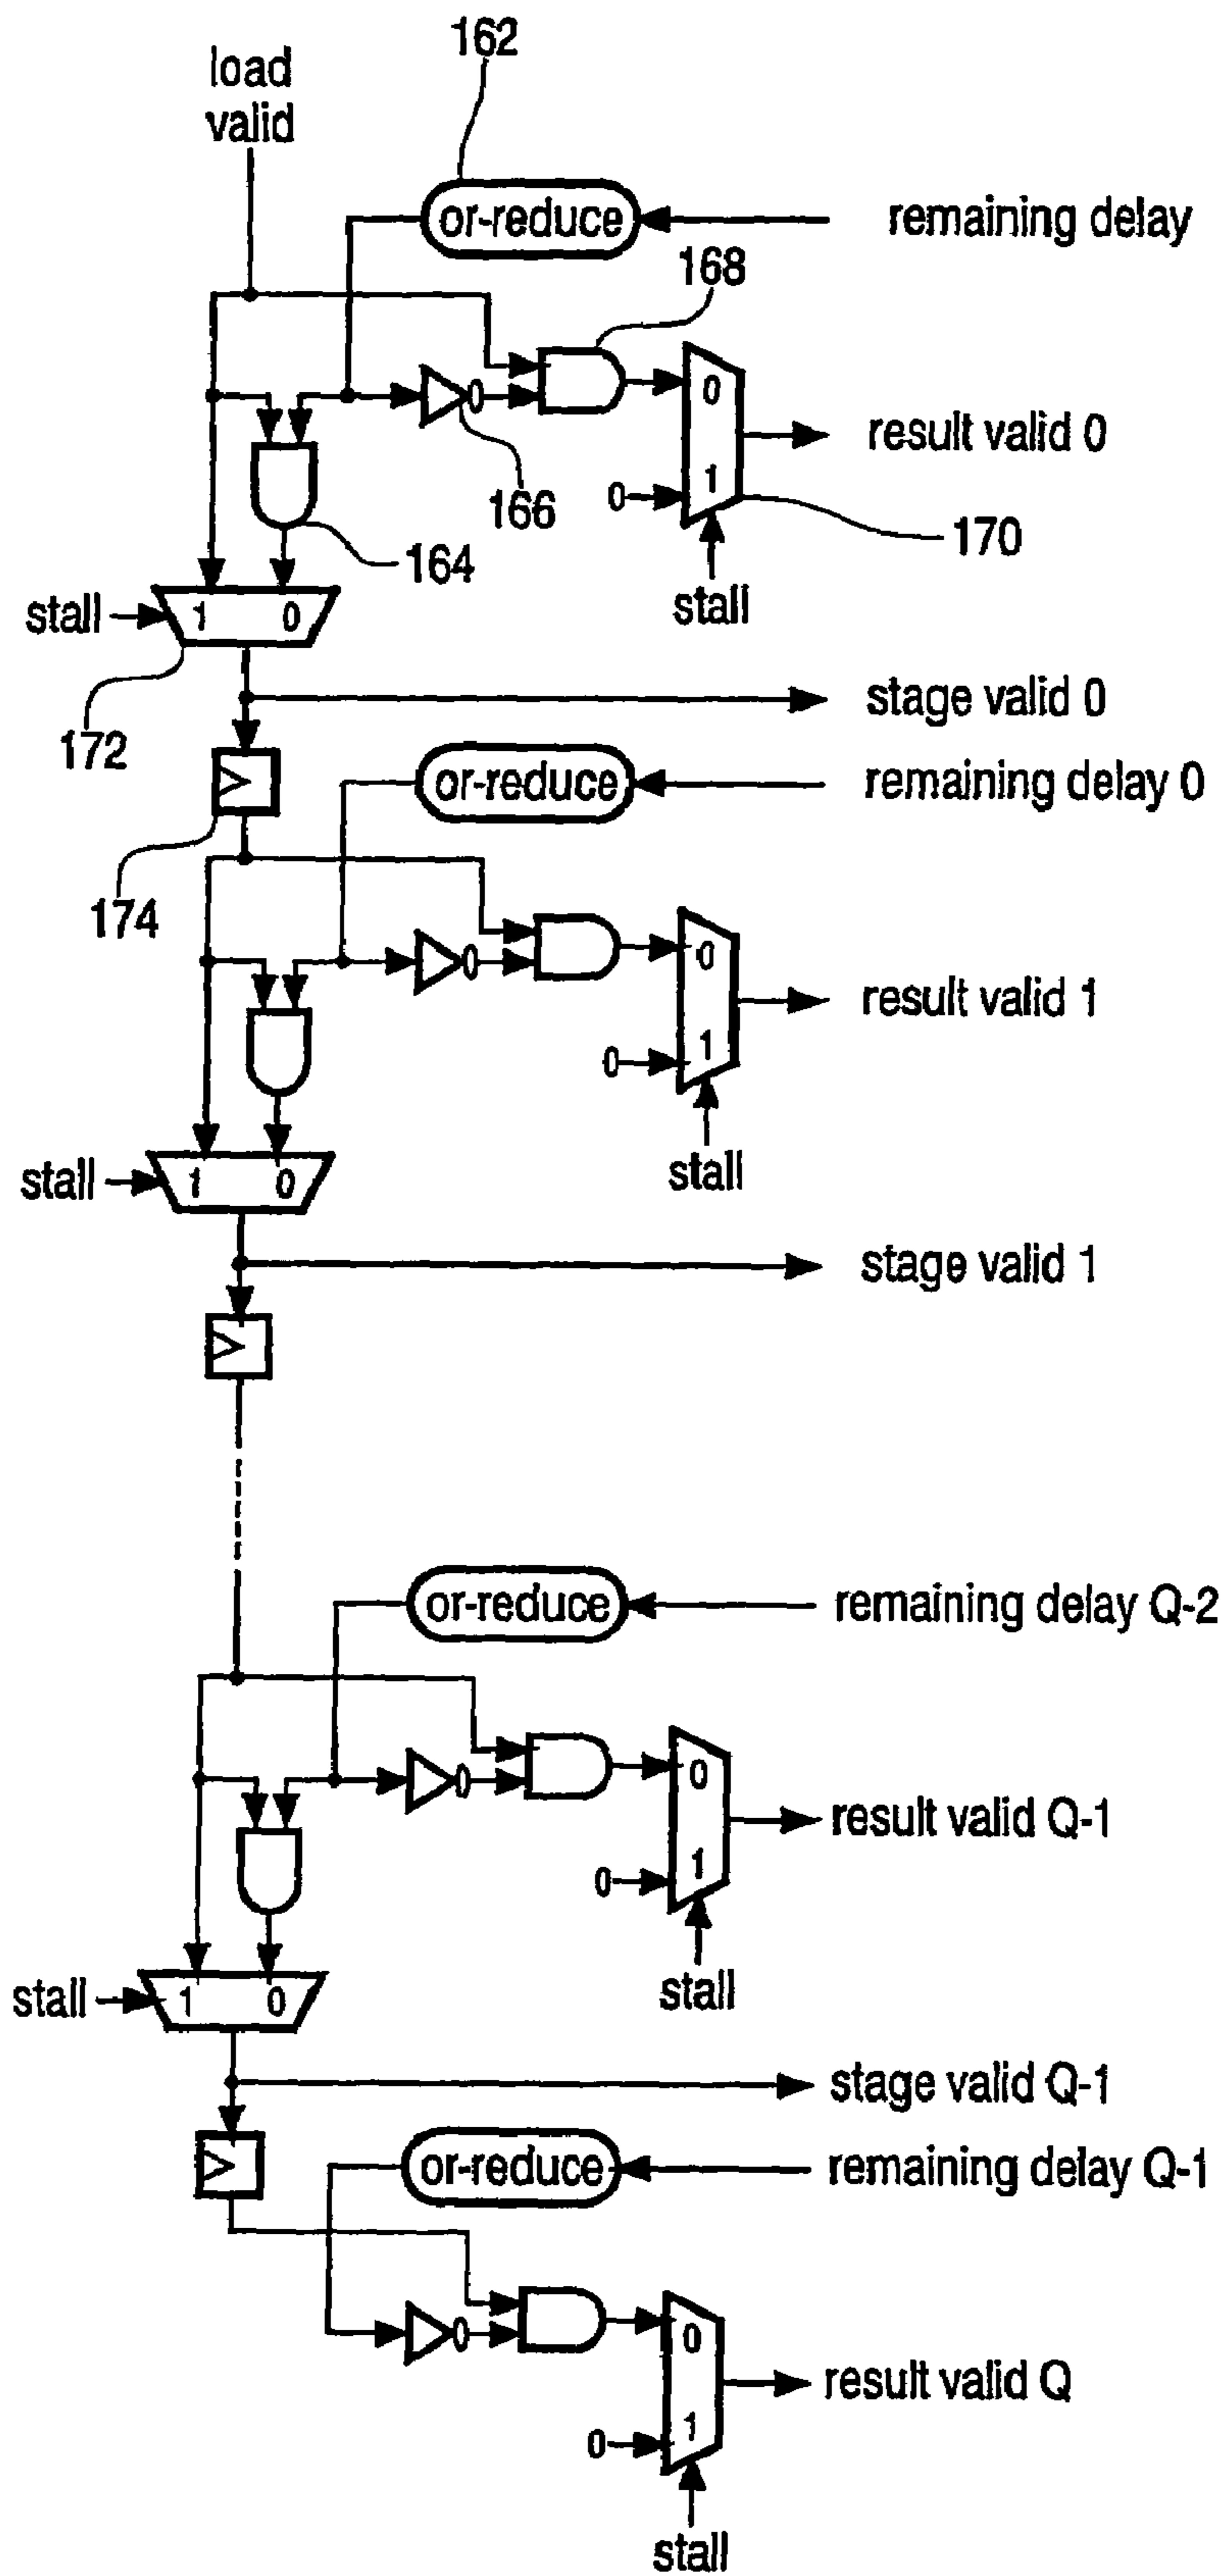 162
load
valid
or-reduce
remaining delay
168
0
result valid 0
166
0
1
170
164
stall
stall
1 0
stage valid 0
172
or-reduce
remaining delay 0
174
0
result valid 1
0
1
stall
stall
1 0
stage valid 1
or-reduce
remaining delay Q-2
0
result valid Q-1
0
1
stall
stall
1 0
stage valid Q-1
or-reduce
remaining delay Q-1
0
result valid Q
0
1
stall